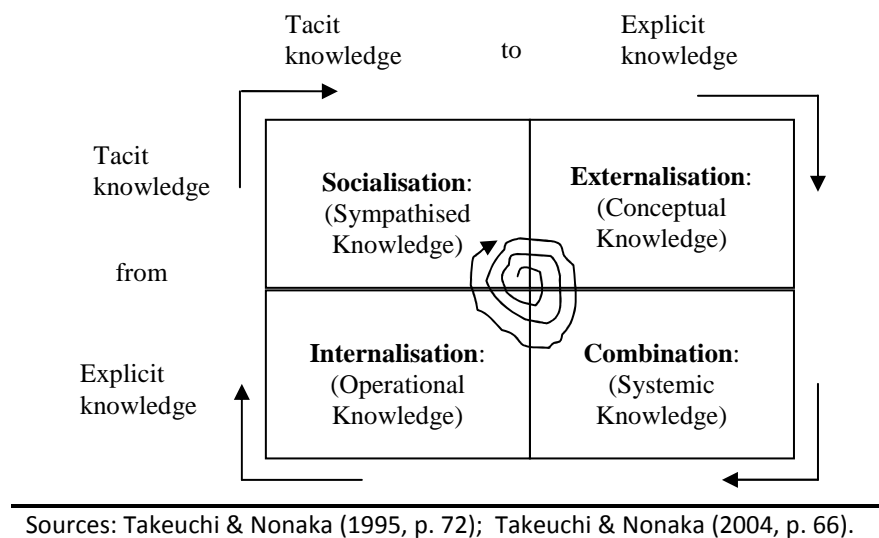 Tacit knowledge
to
Explicit knowledge
Tacit knowledge
Socialisation:
(Sympathised
Knowledge)
Externalisation:
(Conceptual
Knowledge)
from
Explicit knowledge
Internalisation:
(Operational
Knowledge)
Combination:
(Systemic
Knowledge)
Sources: Takeuchi & Nonaka (1995, p. 72); Takeuchi & Nonaka (2004, p. 66).